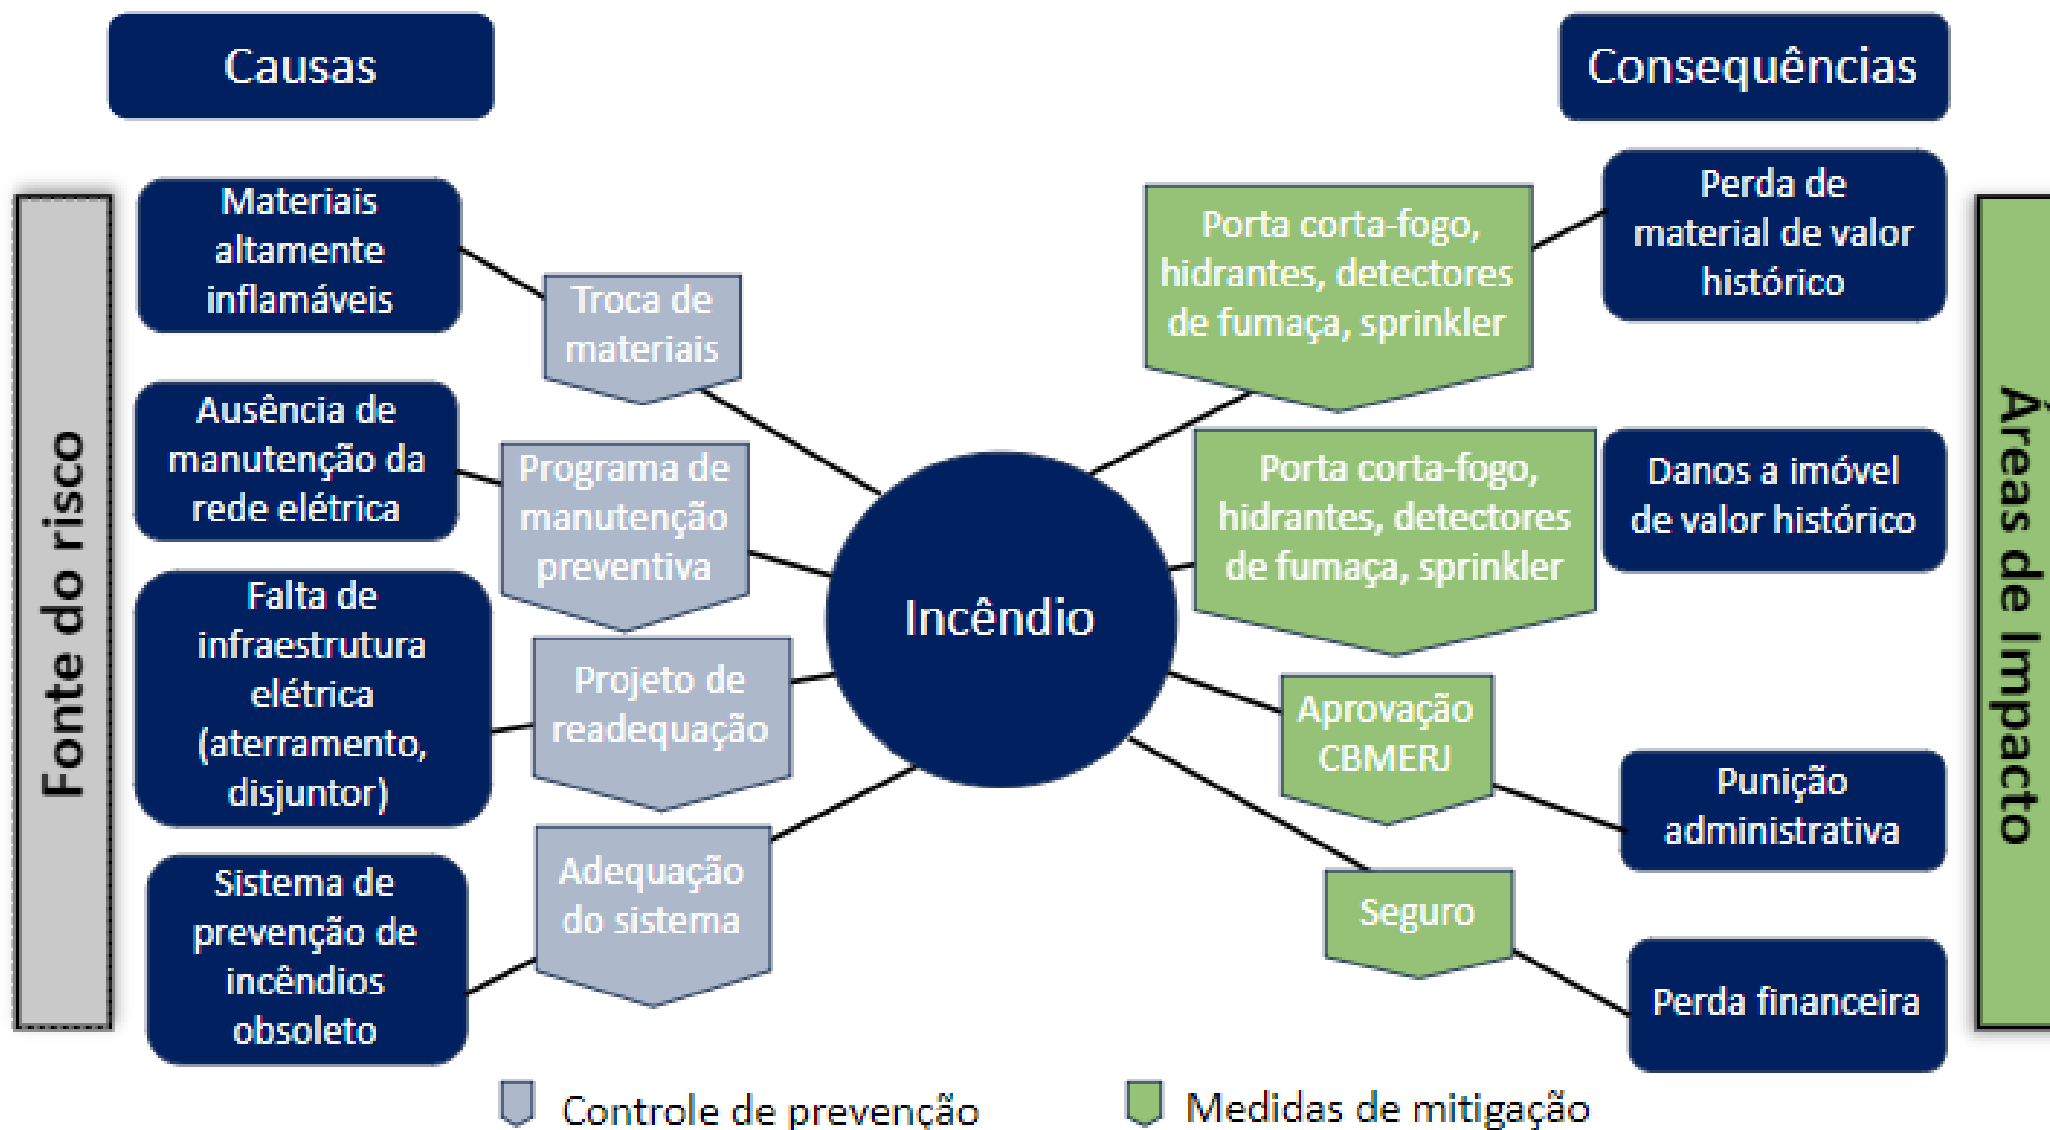 Causas
Consequências
Fonte do risco
Materiais
altamente
inflamáveis
Troca de
materiais
Ausência de
manutenção da
rede elétrica
Programa de
manutenção
preventiva
Falta de
infraestrutura
elétrica
(aterramento,
disjuntor)
Projeto de
readequação
Sistema de
prevenção de
incêndios
obsoleto
Adequação
do sistema
Incêndio
Porta corta-fogo,
hidrantes, detectores
de fumaça, sprinkler
Perda de
material de valor
histórico
Porta corta-fogo,
hidrantes, detectores
de fumaça, sprinkler
Danos a imóvel
de valor histórico
Aprovação
CBMERJ
Punição
administrativa
Seguro
Perda financeira
Áreas de Impacto
Controle de prevenção
Medidas de mitigação